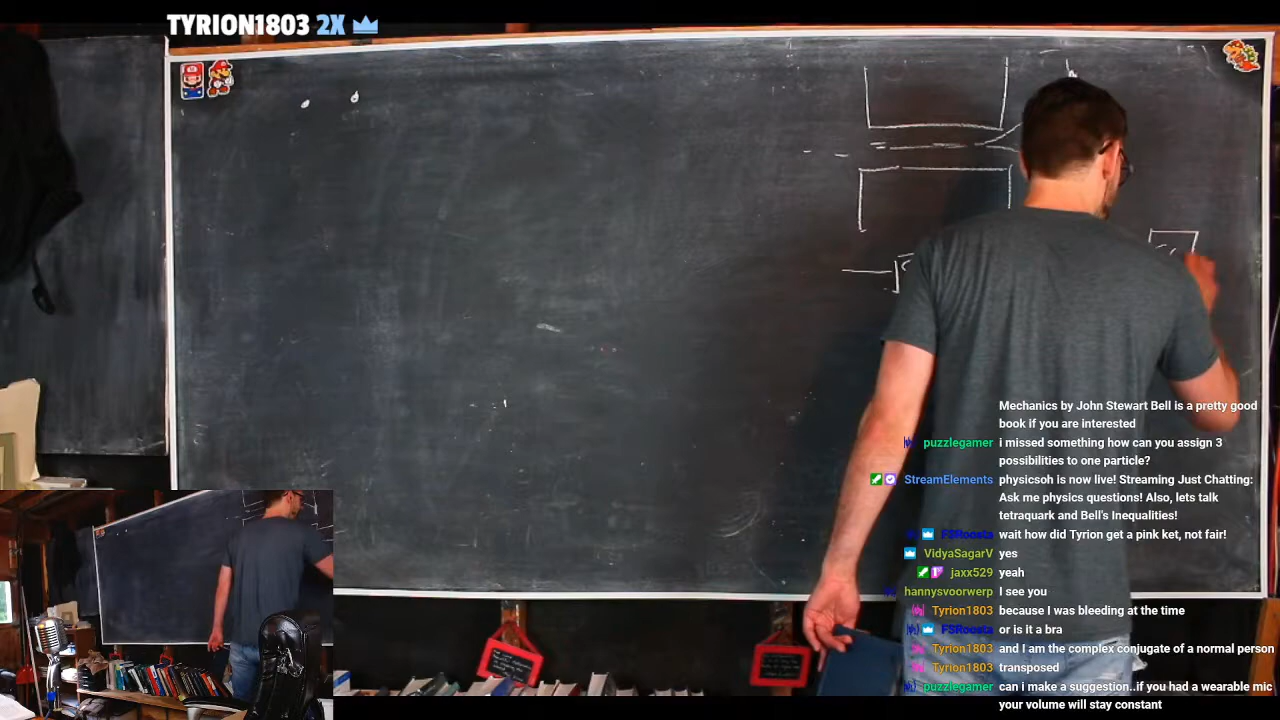 TYRION1803 2X
Mechanics by John Stewart Bell is a pretty good
book if you are interested
puzzlegamer i missed something how can you assign 3
possibilities to one particle?
StreamElements physicsoh is now live! Streaming Just Chatting:
Ask me physics questions! Also, lets talk
tetraquark and Bell's Inequalities!
FSRoosta wait how did Tyrion get a pink ket, not fair!
VidyaSagarV yes
jaxx529 yeah
hannysvoorwerp I see you
Tyrion1803 because I was bleeding at the time
FSRoosta or is it a bra
Tyrion1803 and I am the complex conjugate of a normal person
Tyrion1803 transposed
puzzlegamer can i make a suggestion..if you had a wearable mic
your volume will stay constant